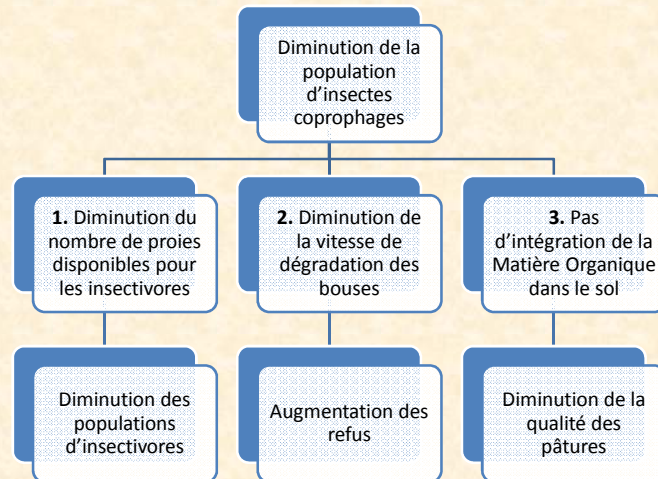 Diminution de la
population
d'insectes
coprophages
1. Diminution du
nombre de proies
disponibles pour
les insectivores
2. Diminution de
la vitesse de
dégradation des
bouses
3. Pas
d'intégration de la
Matière Organique
dans le sol
Diminution des
populations
d'insectivores
Augmentation des
refus
Diminution de la
qualité des
pâtures